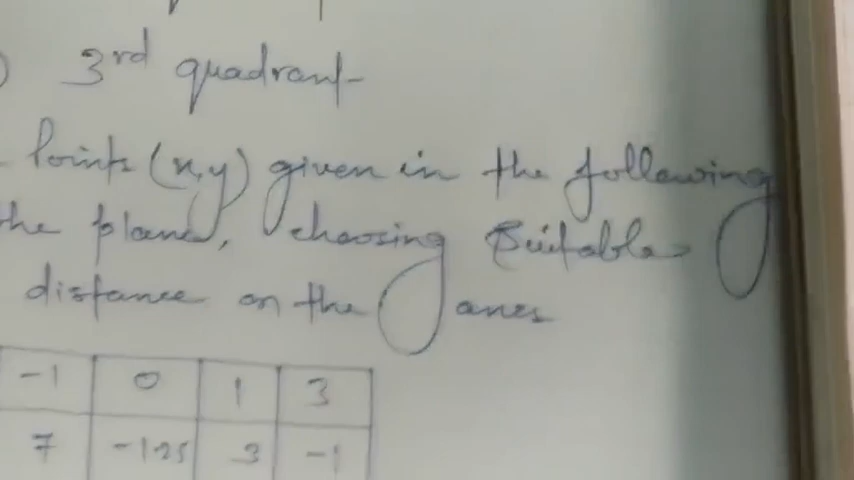 ) 3rd quadrant
Points (x,y) given in the following
the plane, choosing Suitable
distance on the axes
-1 0 1 3
7 -1.25 3 -1